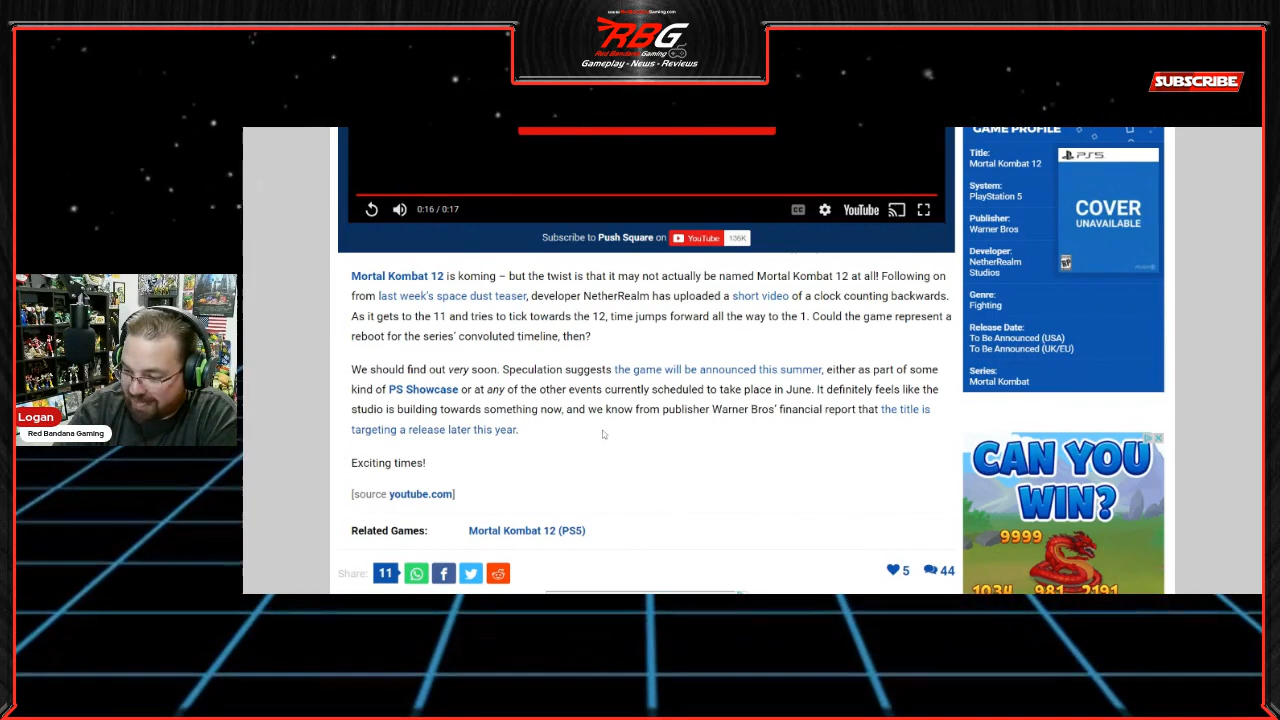 www.RedBandanaGaming.com
RBG
Red Bandana Gaming
Gameplay - News - Reviews
SUBSCRIBE
0:16 / 0:17
CC
YouTube
Subscribe to Push Square on YouTube 136K
Mortal Kombat 12 is koming – but the twist is that it may not actually be named Mortal Kombat 12 at all! Following on
from last week's space dust teaser, developer NetherRealm has uploaded a short video of a clock counting backwards.
As it gets to the 11 and tries to tick towards the 12, time jumps forward all the way to the 1. Could the game represent a
reboot for the series' convoluted timeline, then?
We should find out very soon. Speculation suggests the game will be announced this summer, either as part of some
kind of PS Showcase or at any of the other events currently scheduled to take place in June. It definitely feels like the
studio is building towards something now, and we know from publisher Warner Bros' financial report that the title is
targeting a release later this year.
Exciting times!
[source youtube.com]
Related Games: Mortal Kombat 12 (PS5)
Share: 11
5 44
GAME PROFILE
Title:
Mortal Kombat 12
System:
PlayStation 5
Publisher:
Warner Bros
Developer:
NetherRealm
Studios
Genre:
Fighting
Release Date:
To Be Announced (USA)
To Be Announced (UK/EU)
Series:
Mortal Kombat
PS5
COVER
UNAVAILABLE
RP
CAN YOU
WIN?
9999
1034 981 2191
Logan
Red Bandana Gaming